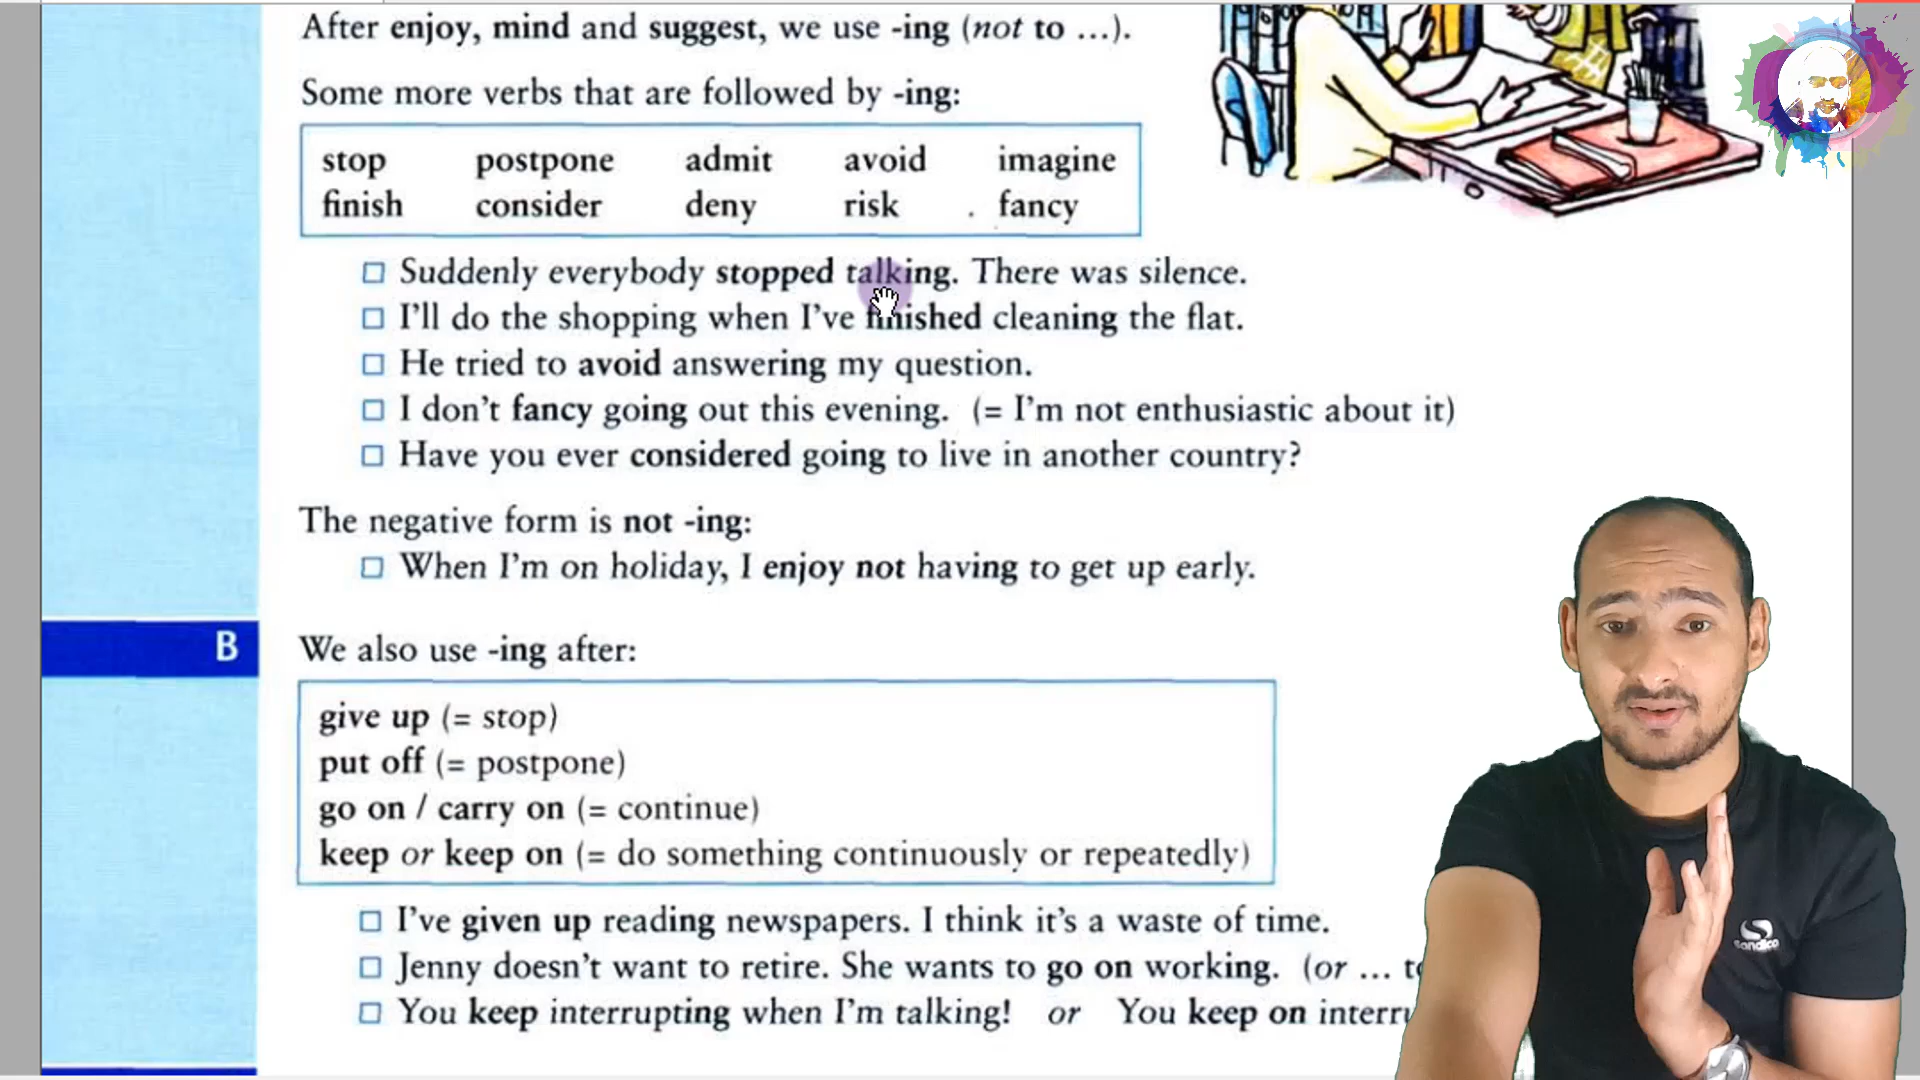 After enjoy, mind and suggest, we use -ing (not to ...).
Some more verbs that are followed by -ing:
stop postpone admit avoid imagine
finish consider deny risk . fancy
□ Suddenly everybody stopped talking. There was silence.
□ I'll do the shopping when I've finished cleaning the flat.
□ He tried to avoid answering my question.
□ I don't fancy going out this evening. (= I'm not enthusiastic about it)
□ Have you ever considered going to live in another country?
The negative form is not -ing:
□ When I'm on holiday, I enjoy not having to get up early.
B We also use -ing after:
give up (= stop)
put off (= postpone)
go on / carry on (= continue)
keep or keep on (= do something continuously or repeatedly)
□ I've given up reading newspapers. I think it's a waste of time.
□ Jenny doesn't want to retire. She wants to go on working. (or ...
□ You keep interrupting when I'm talking! or You keep on
sondico